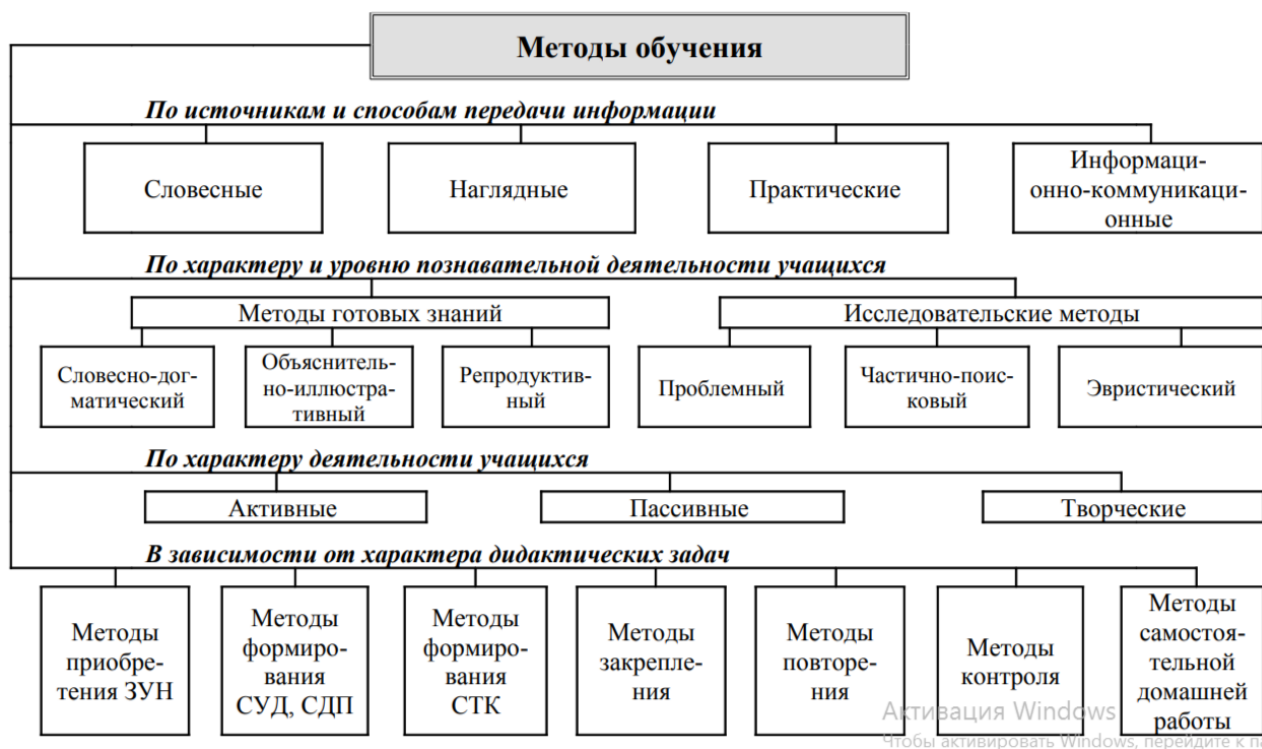 Методы обучения
По источникам и способам передачи информации
Словесные
Наглядные
Практические
Информаци-
онно-коммуникаци-
онные
По характеру и уровню познавательной деятельности учащихся
Методы готовых знаний
Исследовательские методы
Словесно-дог-
матический
Объяснитель-
но-иллюстра-
тивный
Репродуктив-
ный
Проблемный
Частично-поис-
ковый
Эвристический
По характеру деятельности учащихся
Активные
Пассивные
Творческие
В зависимости от характера дидактических задач
Методы
приобре-
тения ЗУН
Методы
формиро-
вания
СУД, СДП
Методы
формиро-
вания
СТК
Методы
закрепле-
ния
Методы
повторе-
ния
Методы
контроля
Методы
самостоя-
тельной
домашней
работы
Активация Windows
Чтобы активировать Windows, перейдите к